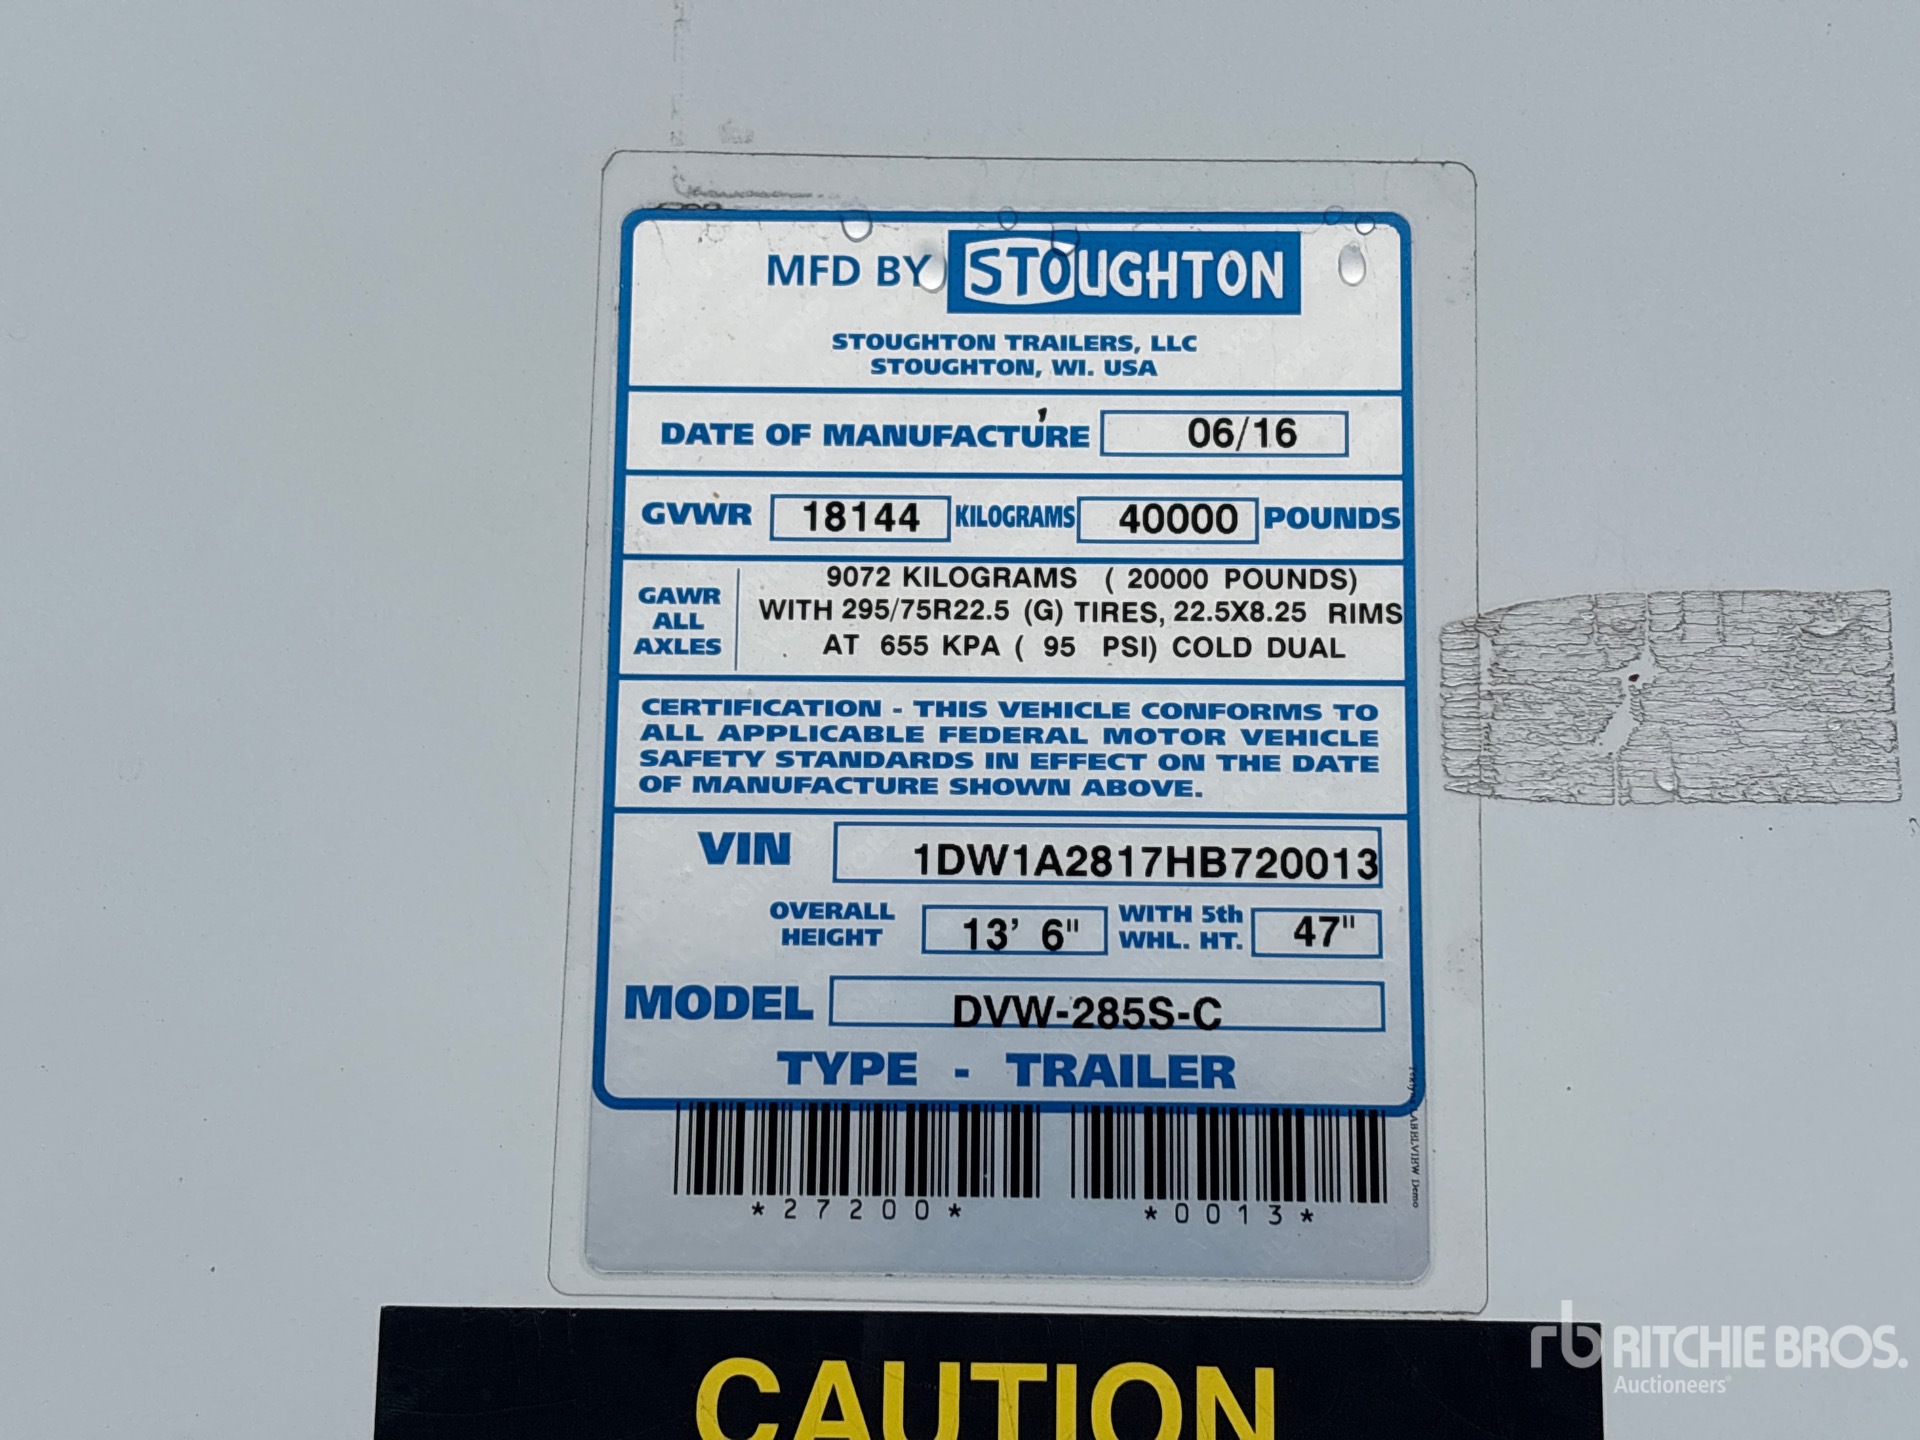 MFD BY STOUGHTON
STOUGHTON TRAILERS, LLC
STOUGHTON, WI. USA
DATE OF MANUFACTURE 06/16
GVWR 18144 KILOGRAMS 40000 POUNDS
GAWR ALL AXLES
9072 KILOGRAMS ( 20000 POUNDS)
WITH 295/75R22.5 (G) TIRES, 22.5X8.25 RIMS
AT 655 KPA ( 95 PSI) COLD DUAL
CERTIFICATION - THIS VEHICLE CONFORMS TO
ALL APPLICABLE FEDERAL MOTOR VEHICLE
SAFETY STANDARDS IN EFFECT ON THE DATE
OF MANUFACTURE SHOWN ABOVE.
VIN 1DW1A2817HB720013
OVERALL HEIGHT 13' 6" WITH 5th WHL. HT. 47"
MODEL DVW-285S-C
TYPE - TRAILER
*27200* *0013*
LABELVIEW Demo
CAUTION
rb RITCHIE BROS.
Auctioneers